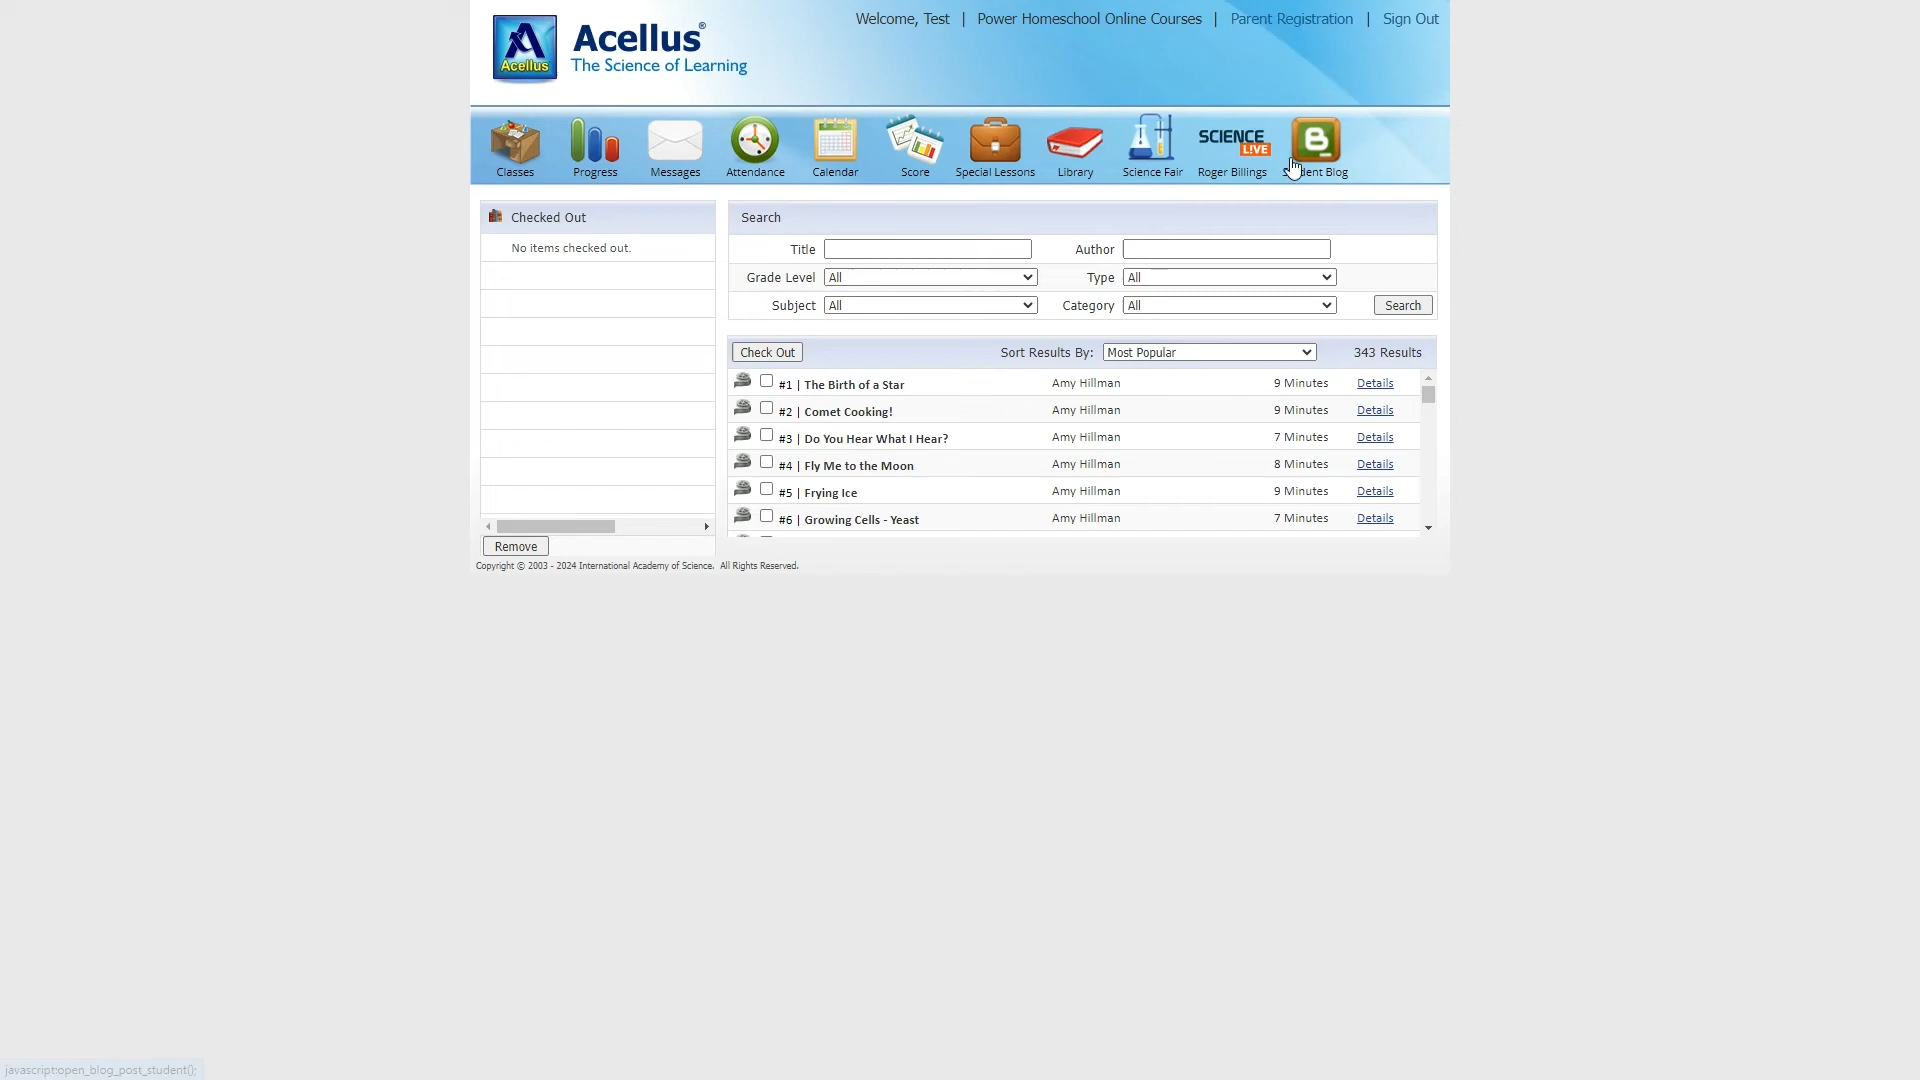 Welcome, Test | Power Homeschool Online Courses | Parent Registration | Sign Out
Acellus
Acellus®
The Science of Learning
Classes
Progress
Messages
Attendance
Calendar
Score
Special Lessons
Library
Science Fair
SCIENCE
L!VE
Roger Billings
B
dent Blog
Checked Out
No items checked out.
Remove
Search
Title
Author
Grade Level All
Type All
Subject All
Category All
Search
Check Out
Sort Results By: Most Popular
343 Results
#1 | The Birth of a Star Amy Hillman 9 Minutes Details
#2 | Comet Cooking! Amy Hillman 9 Minutes Details
#3 | Do You Hear What I Hear? Amy Hillman 7 Minutes Details
#4 | Fly Me to the Moon Amy Hillman 8 Minutes Details
#5 | Frying Ice Amy Hillman 9 Minutes Details
#6 | Growing Cells - Yeast Amy Hillman 7 Minutes Details
Copyright © 2003 - 2024 International Academy of Science. All Rights Reserved.
javascript:open_blog_post_student();